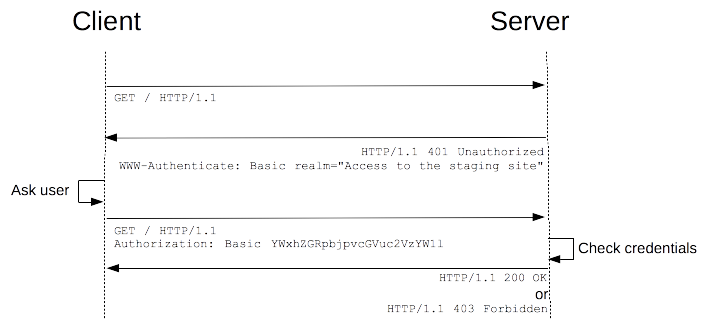 Client
Server
GET / HTTP/1.1
HTTP/1.1 401 Unauthorized
WWW-Authenticate: Basic realm="Access to the staging site"
Ask user
GET / HTTP/1.1
Authorization: Basic YWxhZGRpbjpvcGVuc2VzYW1l
Check credentials
HTTP/1.1 200 OK
or
HTTP/1.1 403 Forbidden